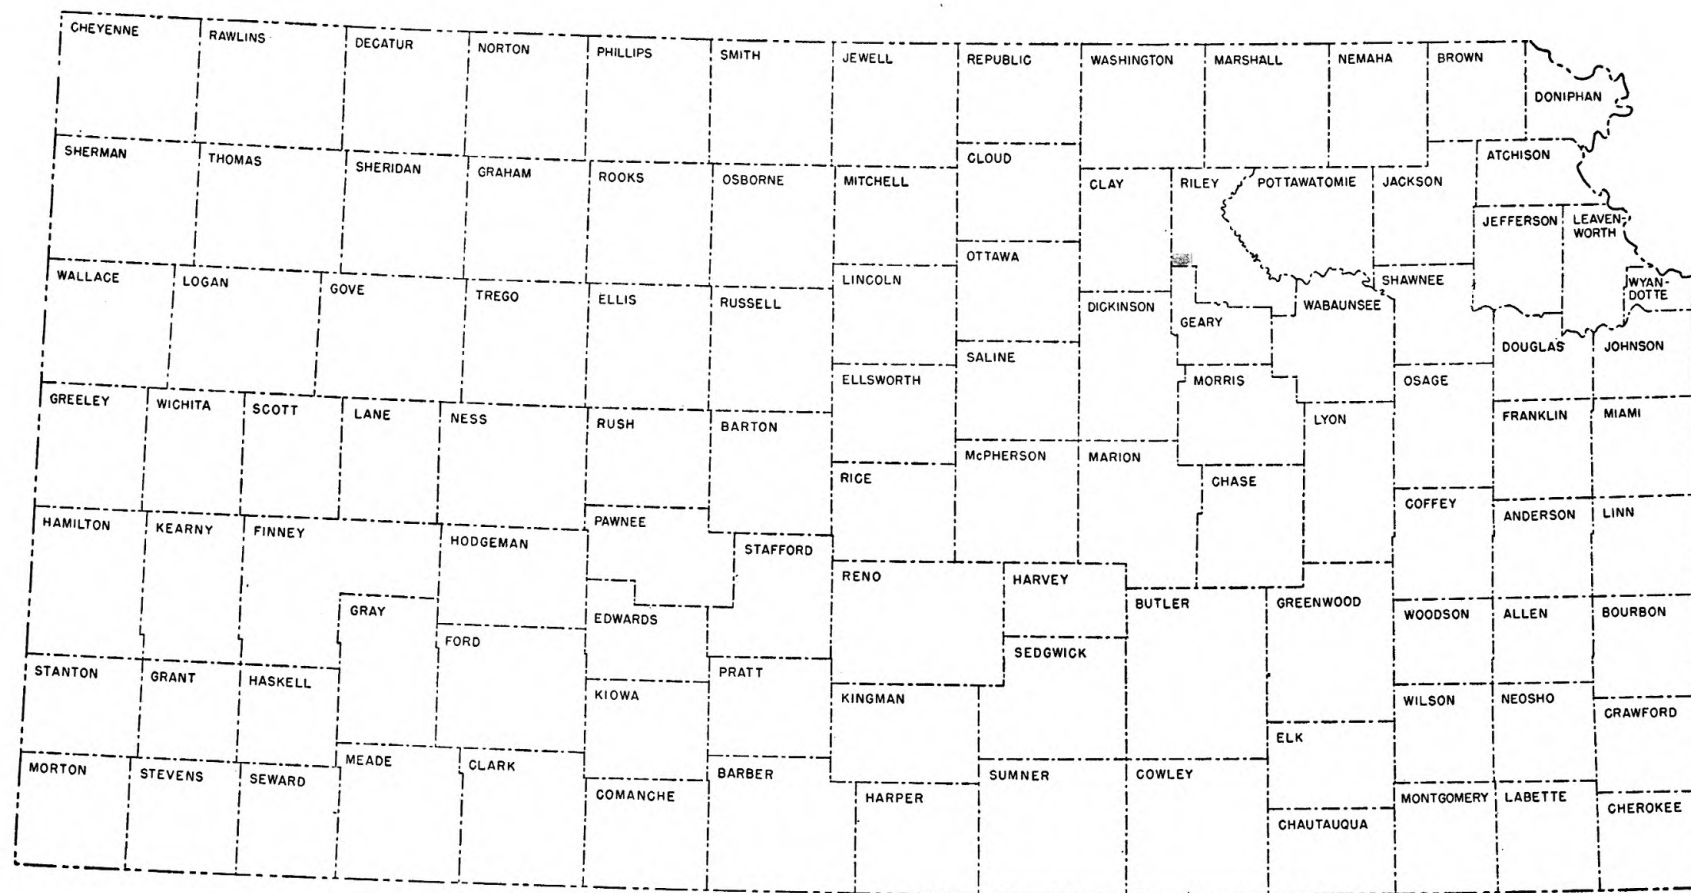 CHEYENNE
RAWLINS
DECATUR
NORTON
PHILLIPS
SMITH
JEWELL
REPUBLIC
WASHINGTON
MARSHALL
NEMAHA
BROWN
DONIPHAN
SHERMAN
THOMAS
SHERIDAN
GRAHAM
ROOKS
OSBORNE
MITCHELL
CLOUD
CLAY
RILEY
POTTAWATOMIE
JACKSON
ATCHISON
JEFFERSON
LEAVEN-
WORTH
WALLACE
LOGAN
GOVE
TREGO
ELLIS
RUSSELL
LINCOLN
OTTAWA
DICKINSON
GEARY
WABAUNSEE
SHAWNEE
WYAN-
DOTTE
SALINE
DOUGLAS
JOHNSON
GREELEY
WICHITA
SCOTT
LANE
NESS
RUSH
BARTON
ELLSWORTH
MORRIS
OSAGE
LYON
FRANKLIN
MIAMI
RICE
McPHERSON
MARION
CHASE
COFFEY
ANDERSON
LINN
HAMILTON
KEARNY
FINNEY
HODGEMAN
PAWNEE
STAFFORD
RENO
HARVEY
BUTLER
GREENWOOD
GRAY
FORD
EDWARDS
WOODSON
ALLEN
BOURBON
STANTON
GRANT
HASKELL
KIOWA
PRATT
KINGMAN
SEDGWICK
WILSON
NEOSHO
CRAWFORD
ELK
MORTON
STEVENS
SEWARD
MEADE
CLARK
COMANCHE
BARBER
HARPER
SUMNER
COWLEY
CHAUTAUQUA
MONTGOMERY
LABETTE
CHEROKEE